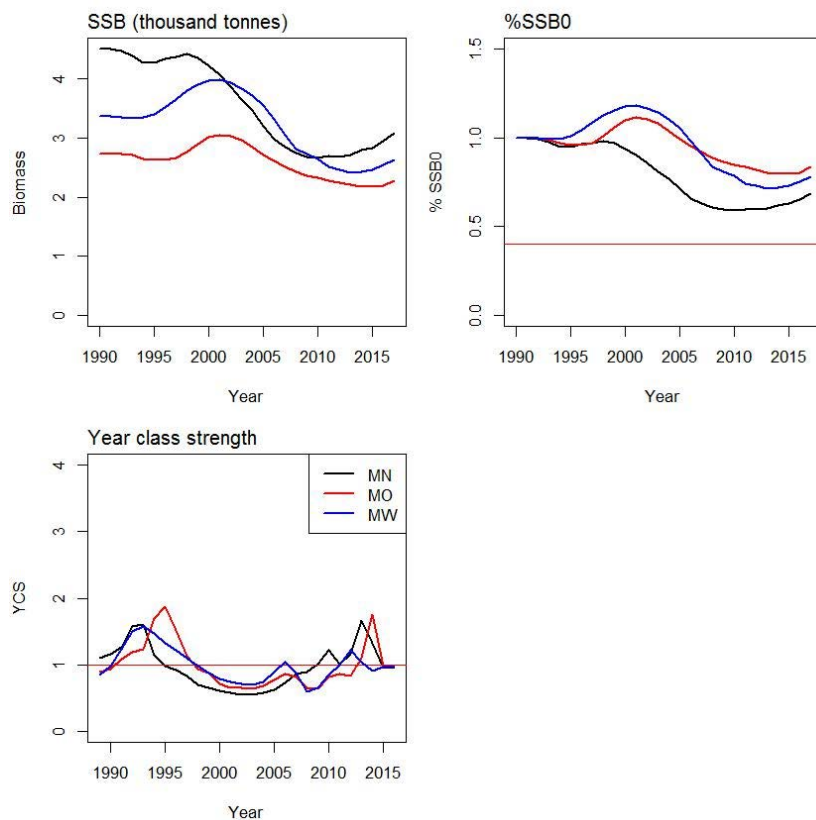 SSB (thousand tonnes)
Biomass
4
3
2
1
0
1990 1995 2000 2005 2010 2015
Year
%SSB0
% SSB0
1.5
1.0
0.5
0.0
1990 1995 2000 2005 2010 2015
Year
Year class strength
YCS
4
3
2
1
0
MN
MO
MW
1990 1995 2000 2005 2010 2015
Year